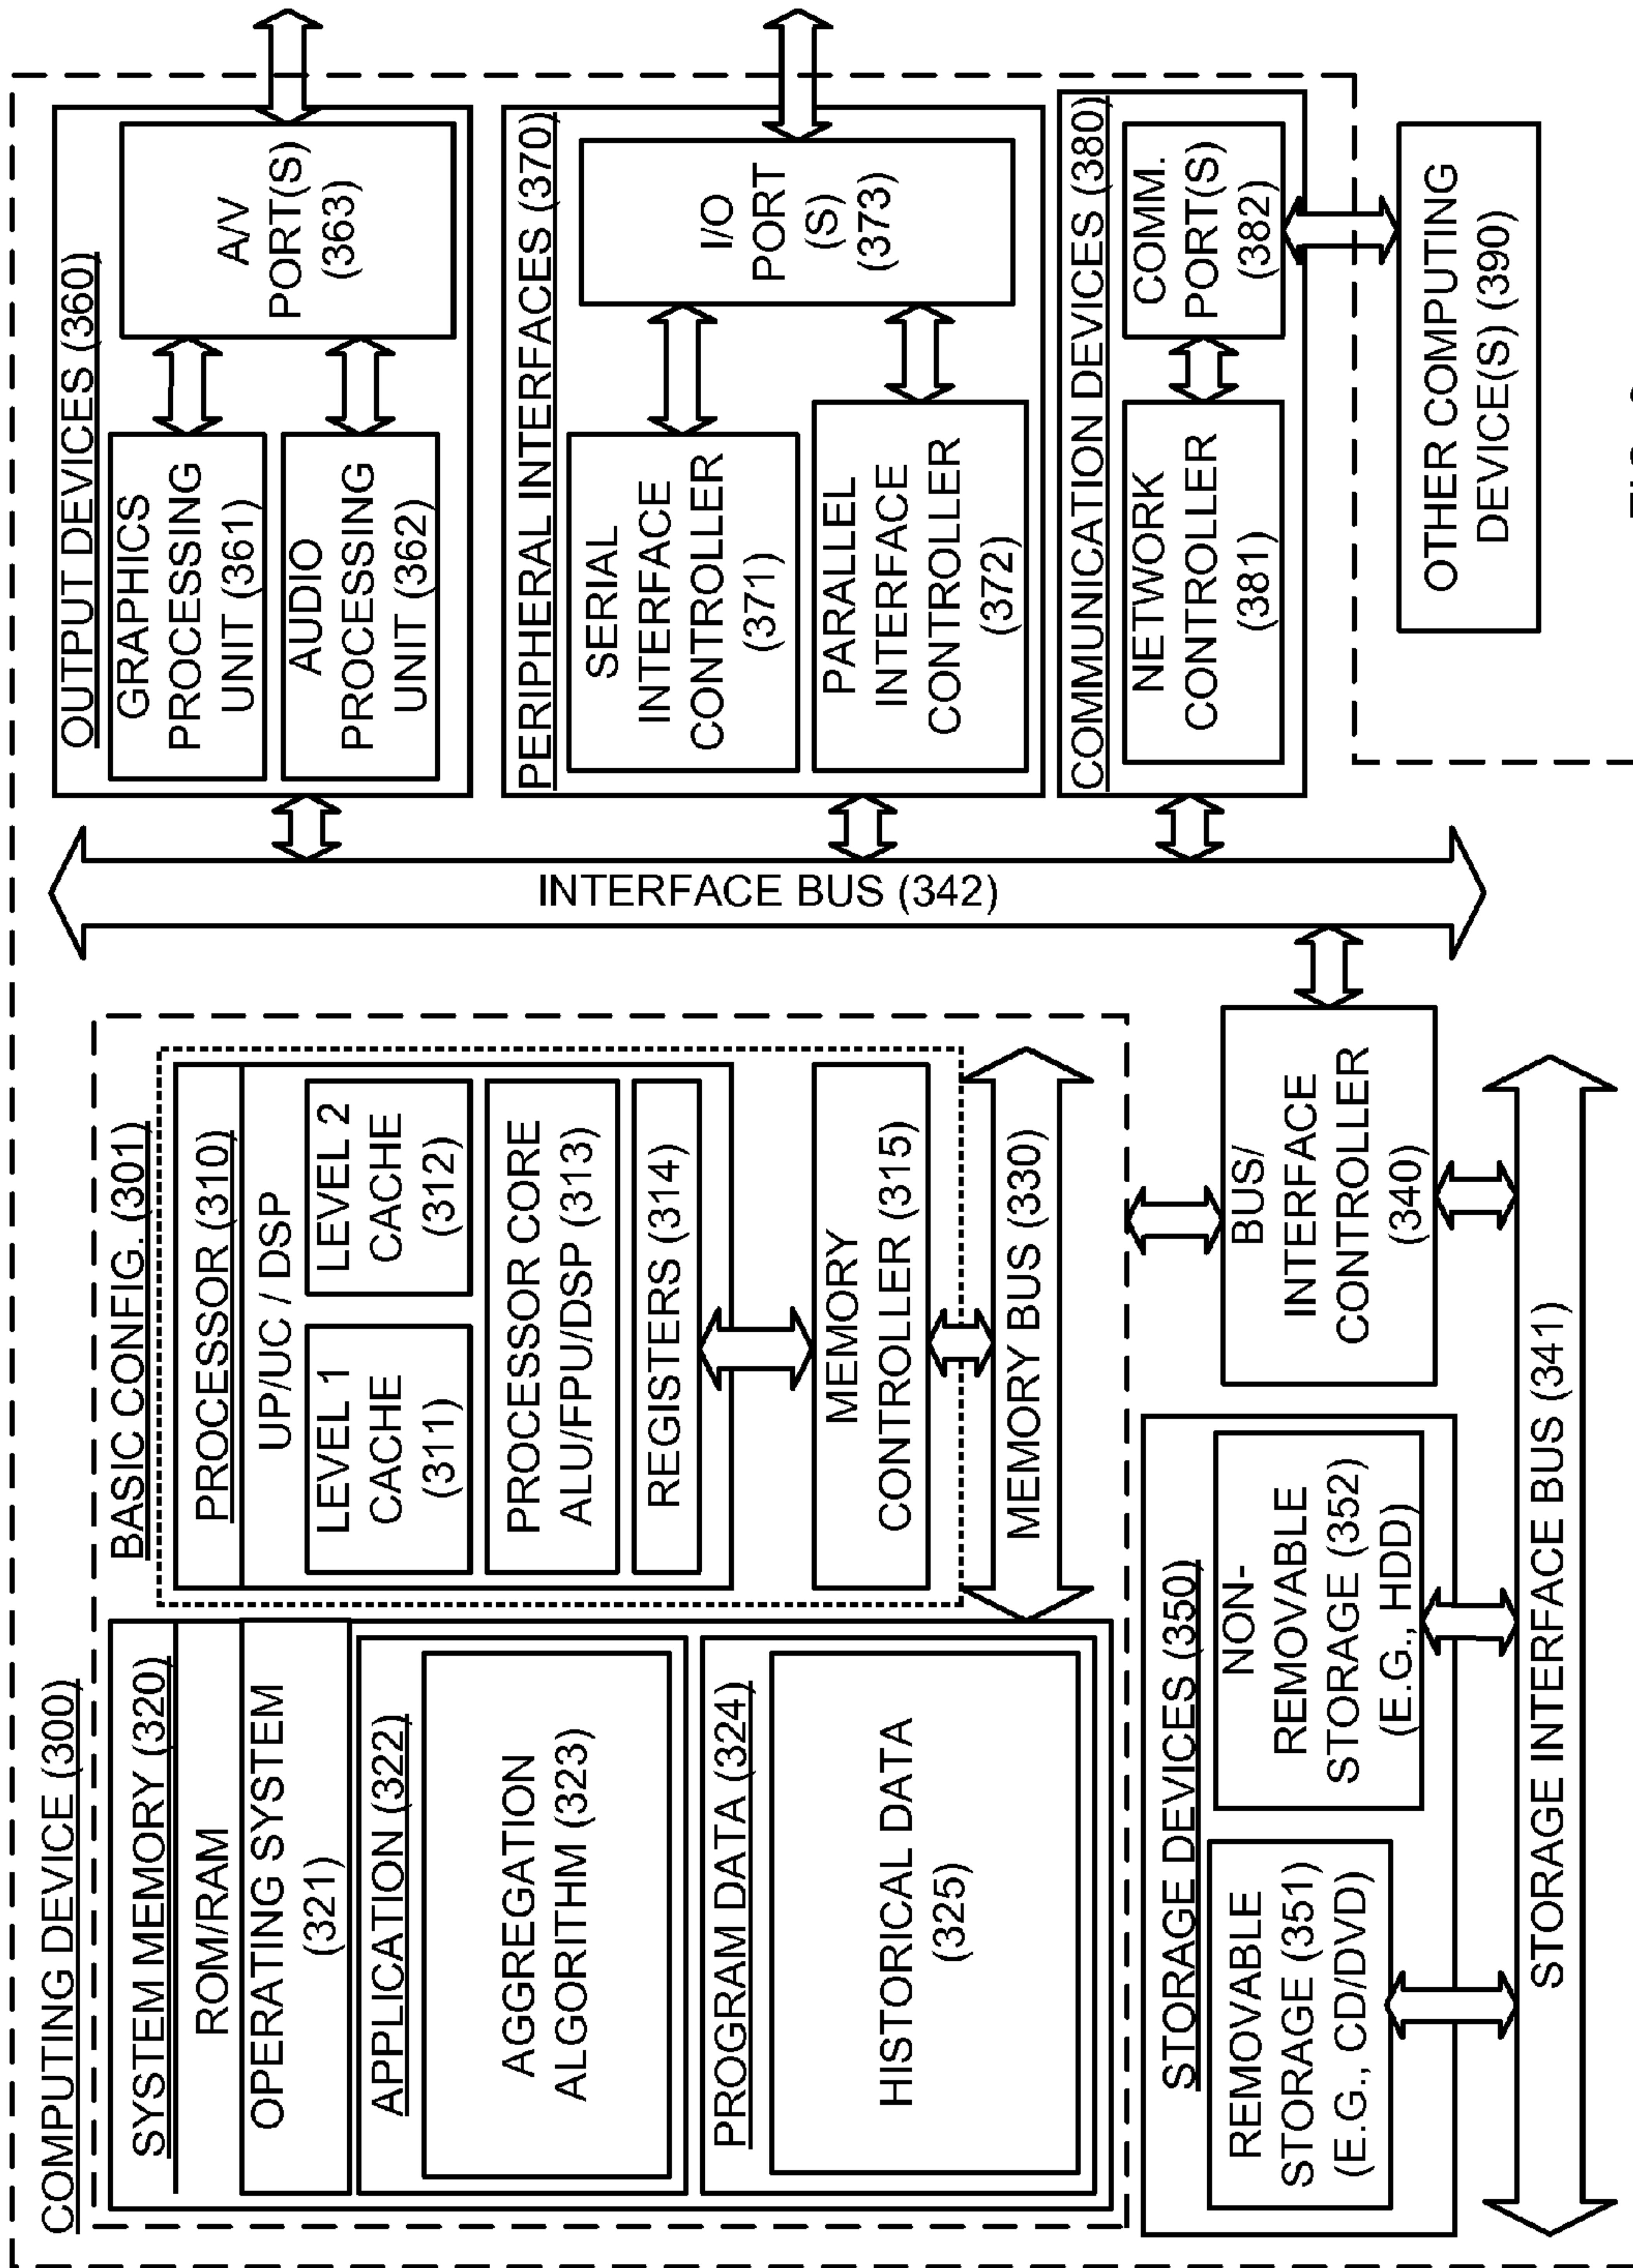 COMPUTING DEVICE (300)
SYSTEM MEMORY (320)
ROM/RAM
OPERATING SYSTEM
(321)
APPLICATION (322)
AGGREGATION
ALGORITHM (323)
PROGRAM DATA (324)
HISTORICAL DATA
(325)
BASIC CONFIG. (301)
PROCESSOR (310)
UP/UC / DSP
LEVEL 1
CACHE
(311)
LEVEL 2
CACHE
(312)
PROCESSOR CORE
ALU/FPU/DSP (313)
REGISTERS (314)
MEMORY
CONTROLLER (315)
MEMORY BUS (330)
BUS/
INTERFACE
CONTROLLER
(340)
STORAGE DEVICES (350)
REMOVABLE
STORAGE (351)
(E.G., CD/DVD)
NON-
REMOVABLE
STORAGE (352)
(E.G., HDD)
STORAGE INTERFACE BUS (341)
INTERFACE BUS (342)
OUTPUT DEVICES (360)
GRAPHICS
PROCESSING
UNIT (361)
AUDIO
PROCESSING
UNIT (362)
A/V
PORT(S)
(363)
PERIPHERAL INTERFACES (370)
SERIAL
INTERFACE
CONTROLLER
(371)
PARALLEL
INTERFACE
CONTROLLER
(372)
I/O
PORT
(S)
(373)
COMMUNICATION DEVICES (380)
NETWORK
CONTROLLER
(381)
COMM.
PORT(S)
(382)
OTHER COMPUTING
DEVICE(S) (390)